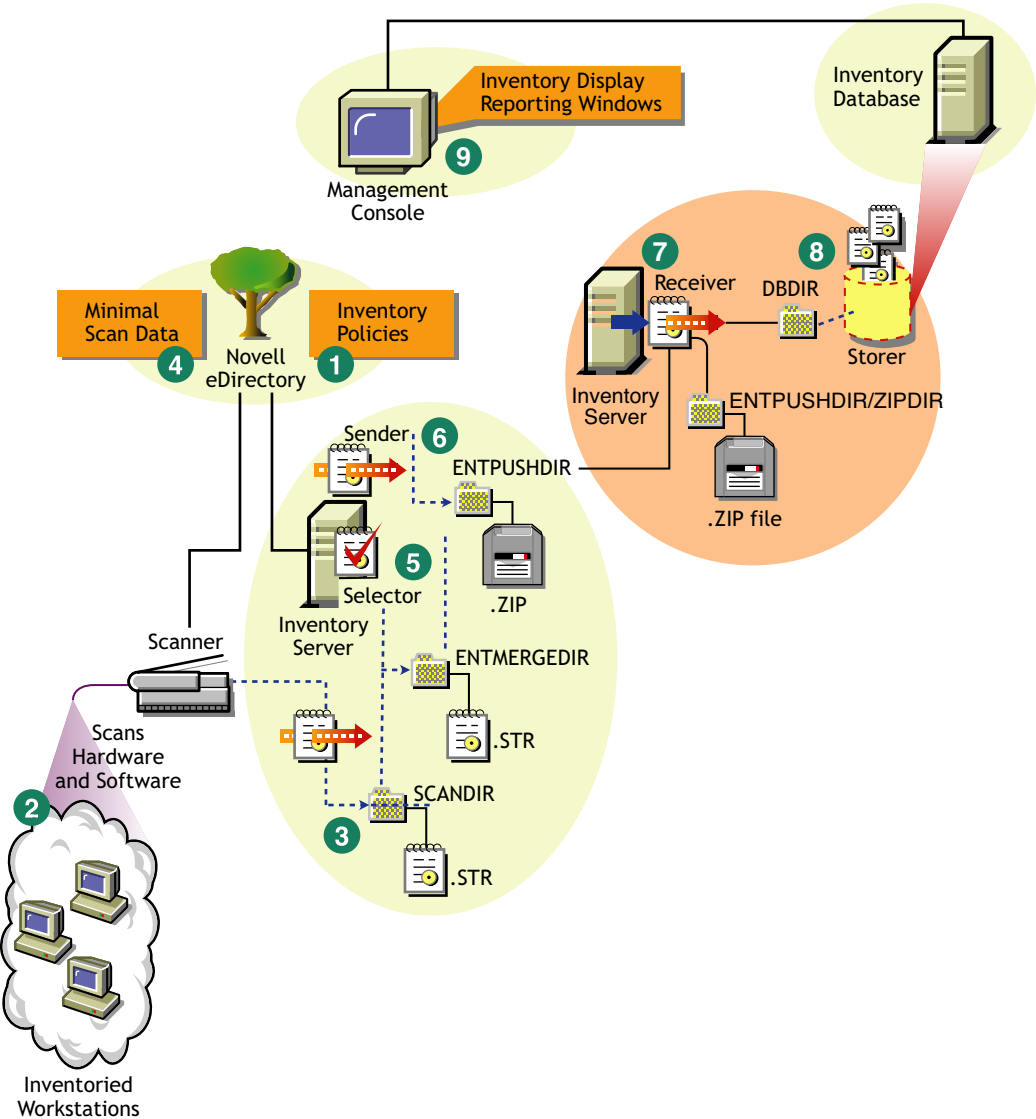 Inventory Display
Reporting Windows
Inventory
Database
9
Management
Console
7
8
Receiver
DBDIR
Minimal
Scan Data
Inventory
Policies
Storer
4
Novell
eDirectory
1
Inventory
Server
ENTPUSHDIR/ZIPDIR
Sender
6
ENTPUSHDIR
.ZIP file
5
Selector
.ZIP
Inventory
Server
Scanner
ENTMERGEDIR
Scans
Hardware
and Software
.STR
2
SCANDIR
3
.STR
Inventoried
Workstations